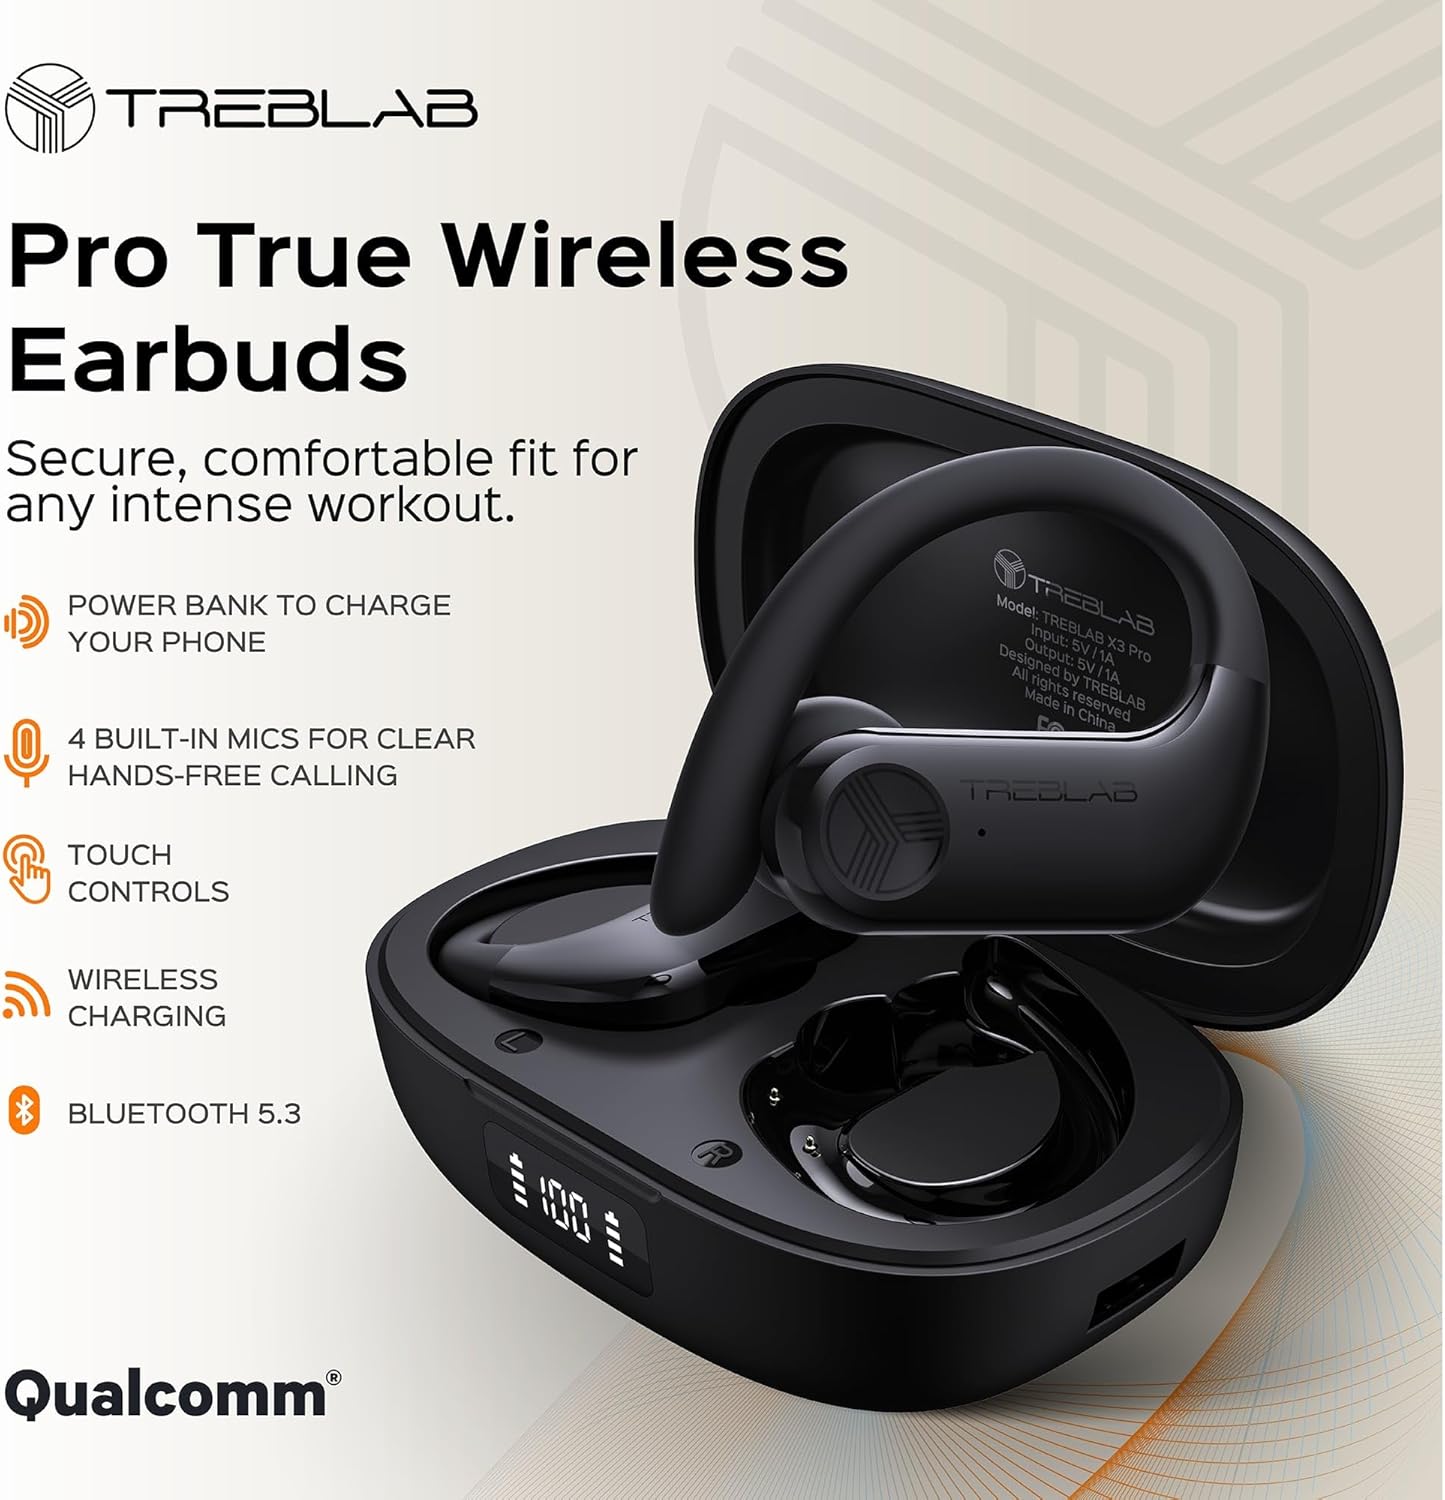 TREBLAB
Pro True Wireless
Earbuds
Secure, comfortable fit for
any intense workout.
POWER BANK TO CHARGE
YOUR PHONE
4 BUILT-IN MICS FOR CLEAR
HANDS-FREE CALLING
TOUCH
CONTROLS
WIRELESS
CHARGING
BLUETOOTH 5.3
Qualcomm®
TREBLAB
Model: TREBLAB X3 Pro
Input: 5V/1A
Output: 5V/1A
Designed by TREBLAB
All rights reserved
Made in China
TREBLAB
L
R
100